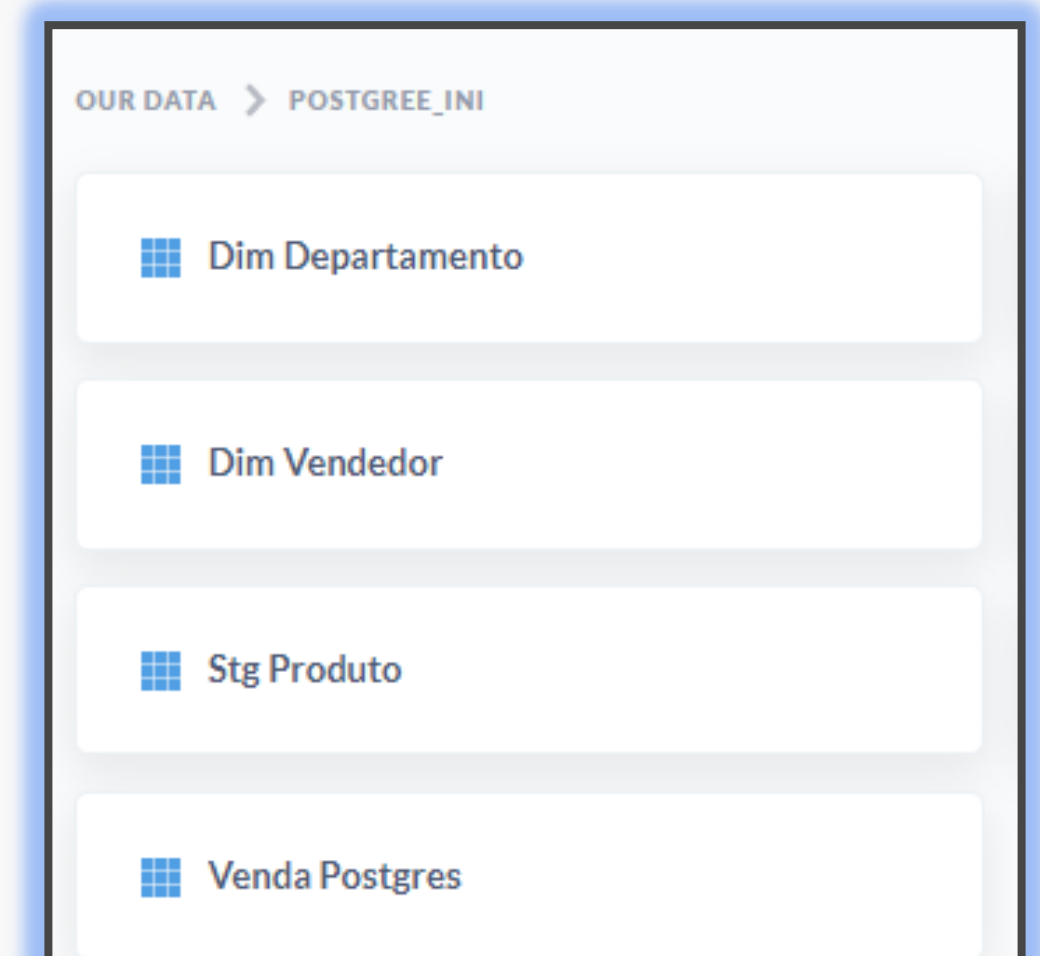 OUR DATA > POSTGREE_INI
Dim Departamento
Dim Vendedor
Stg Produto
Venda Postgres